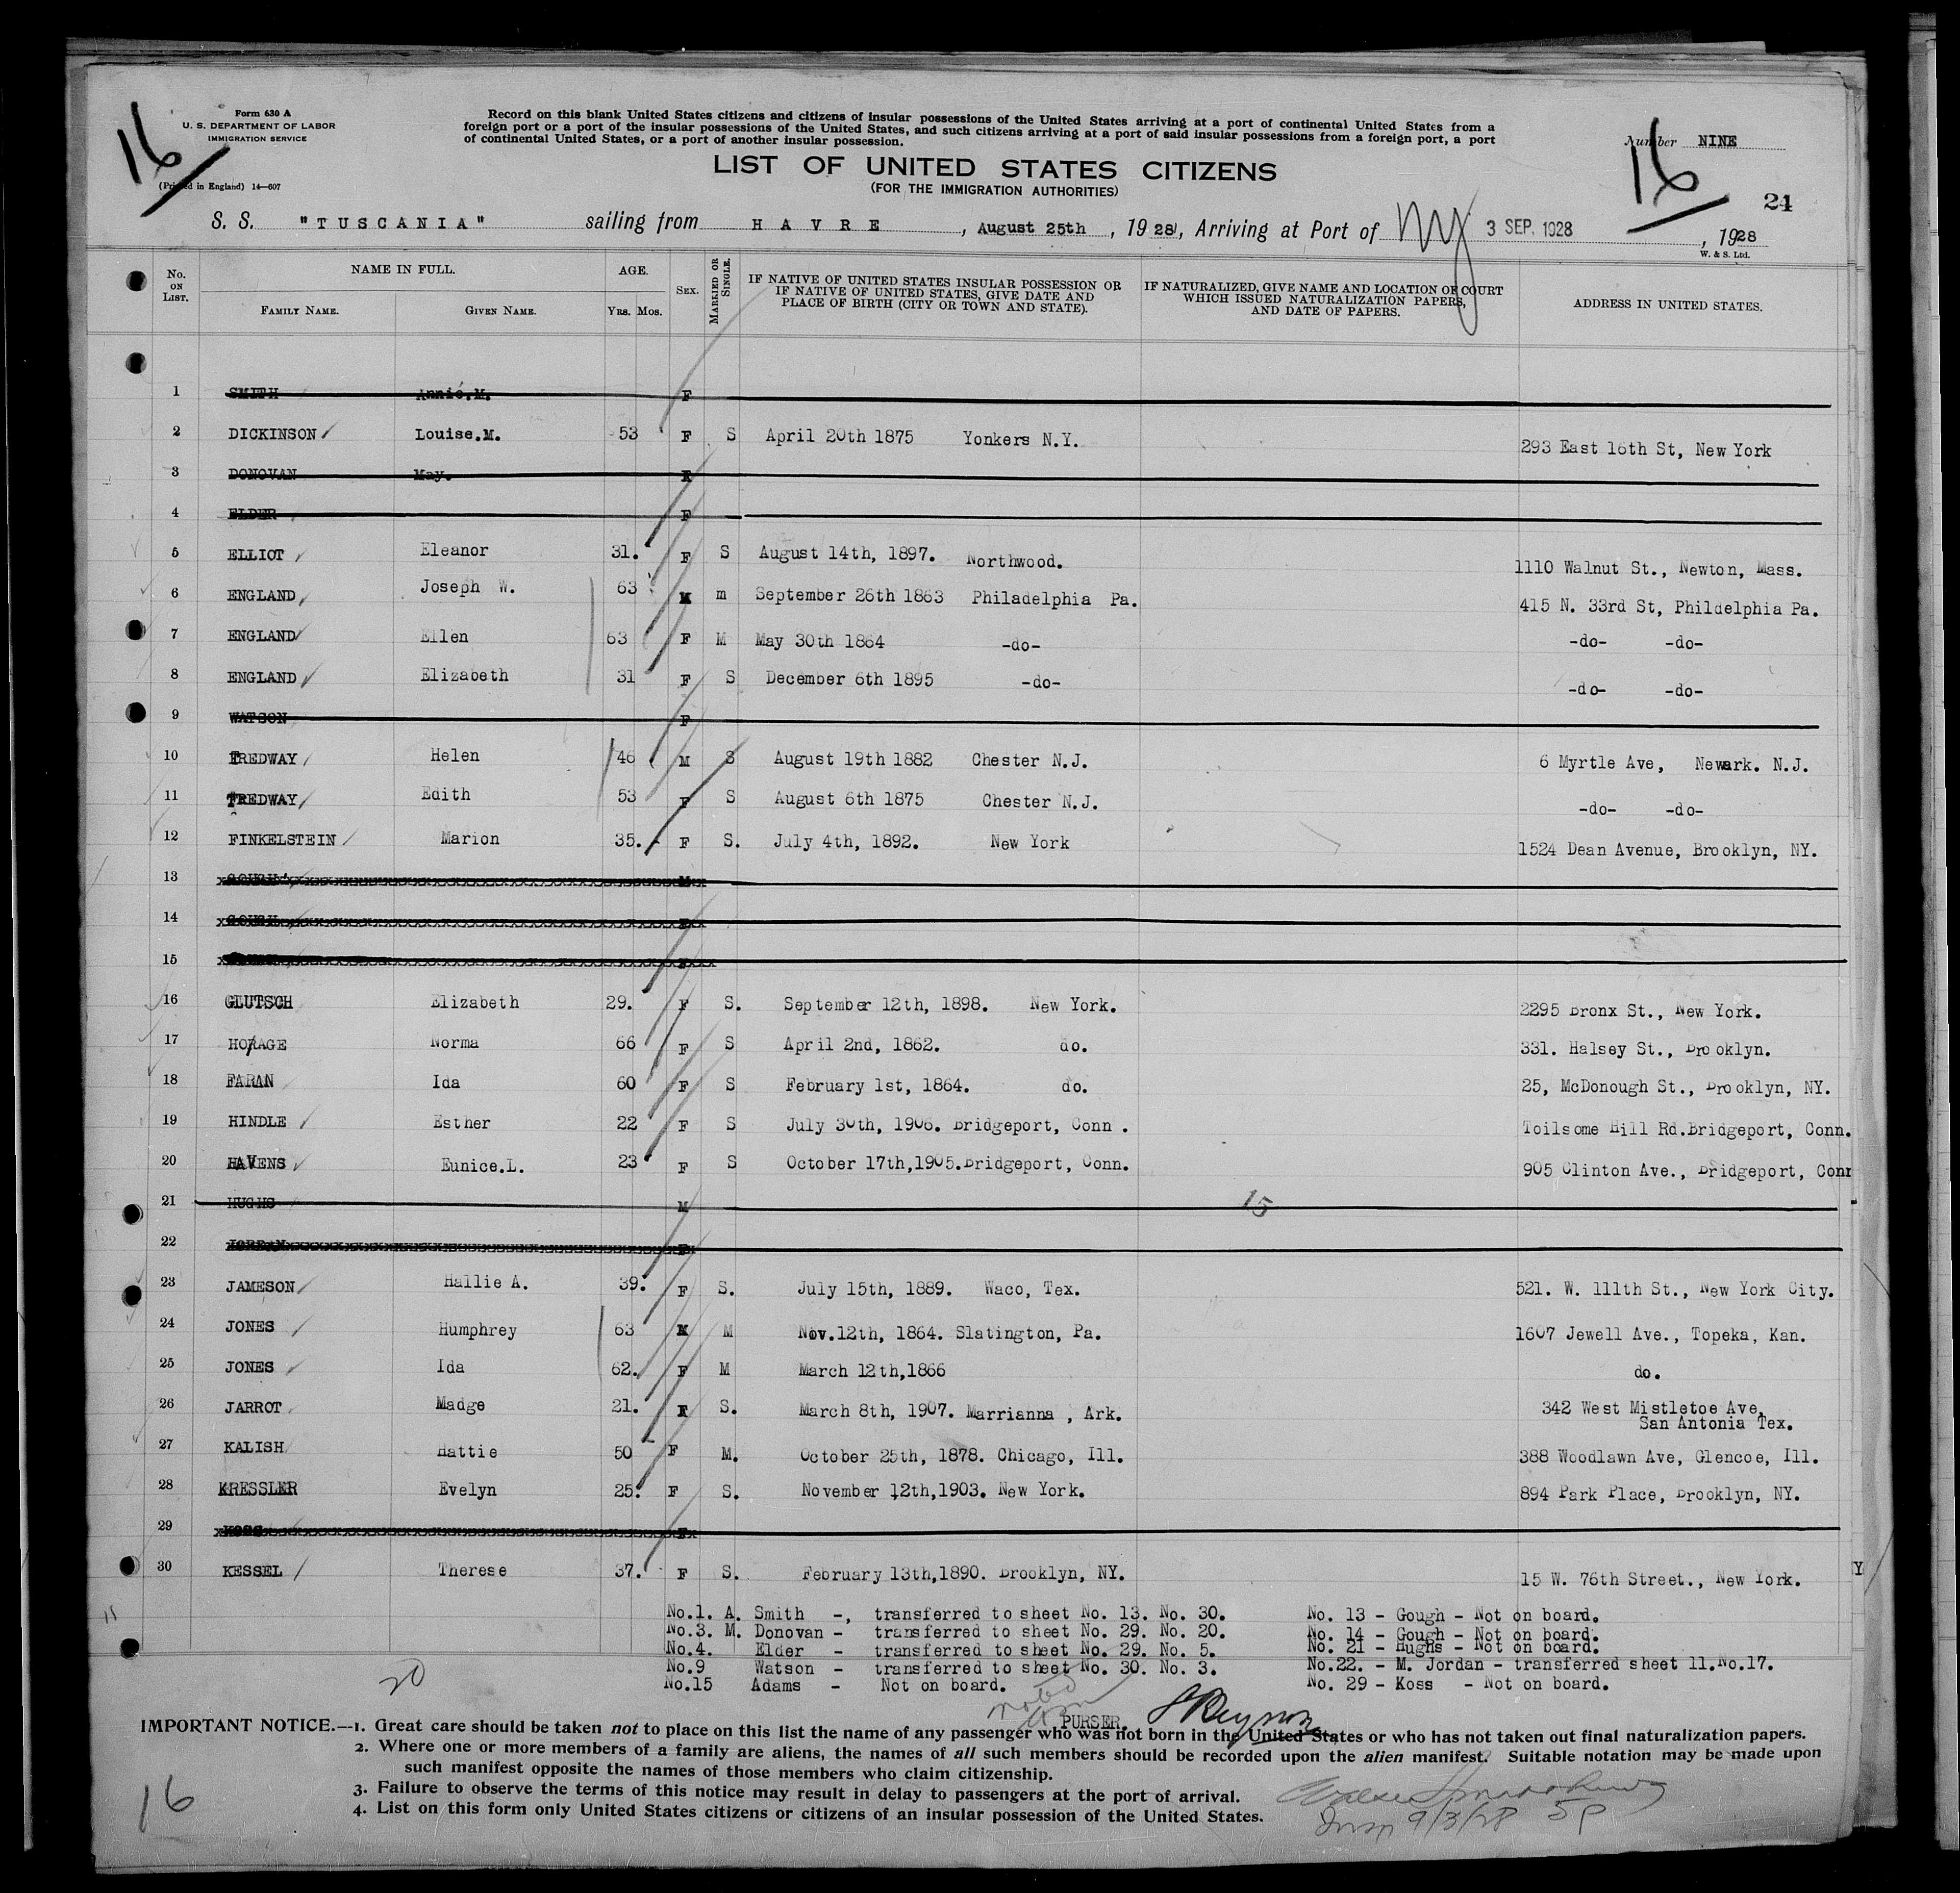 16
Form 630 A
U. S. DEPARTMENT OF LABOR
IMMIGRATION SERVICE
(Printed in England) 14—607
Record on this blank United States citizens and citizens of insular possessions of the United States arriving at a port of continental United States from a
foreign port or a port of the insular possessions of the United States, and such citizens arriving at a port of said insular possessions from a foreign port, a port
of continental United States, or a port of another insular possession.
Number NINE
16
24
LIST OF UNITED STATES CITIZENS
(FOR THE IMMIGRATION AUTHORITIES)
S. S. "TUSCANIA" sailing from HAVRE, August 25th, 1928, Arriving at Port of NY 3 SEP. 1928, 1928
W. & S. Ltd.
No. ON LIST. NAME IN FULL. FAMILY NAME. GIVEN NAME. AGE. YRS. MOS. SEX. MARRIED OR SINGLE. IF NATIVE OF UNITED STATES INSULAR POSSESSION OR IF NATIVE OF UNITED STATES, GIVE DATE AND PLACE OF BIRTH (CITY OR TOWN AND STATE). IF NATURALIZED, GIVE NAME AND LOCATION OF COURT WHICH ISSUED NATURALIZATION PAPERS, AND DATE OF PAPERS. ADDRESS IN UNITED STATES.
1 SMITH Annie.M. F
2 DICKINSON Louise.M. 53 F S April 20th 1875 Yonkers N.Y. 293 East 16th St, New York
3 DONOVAN May. F
4 ELDER F
5 ELLIOT Eleanor 31. F S August 14th, 1897. Northwood. 1110 Walnut St., Newton, Mass.
6 ENGLAND Joseph W. 63 M m September 26th 1863 Philadelphia Pa. 415 N. 33rd St, Phildelphia Pa.
7 ENGLAND Ellen 63 F M May 30th 1864 -do- -do- -do-
8 ENGLAND Elizabeth 31 F S December 6th 1895 -do- -do- -do-
9 WATSON F
10 TREDWAY Helen 46 M S August 19th 1882 Chester N.J. 6 Myrtle Ave, Newark. N.J.
11 TREDWAY Edith 53 F S August 6th 1875 Chester N.J. -do- -do-
12 FINKELSTEIN Marion 35. F S. July 4th, 1892. New York 1524 Dean Avenue, Brooklyn, NY.
13 GOUGH M
14 GOUGH F
15 F
16 GLUTSCH Elizabeth 29. F S. September 12th, 1898. New York. 2295 Bronx St., New York.
17 HORAGE Norma 66 F S April 2nd, 1862. do. 331. Halsey St., Brooklyn.
18 FARAN Ida 60 F S February 1st, 1864. do. 25, McDonough St., Brooklyn, NY.
19 HINDLE Esther 22 F S July 30th, 1906. Bridgeport, Conn. Toilsome Hill Rd.Bridgeport, Conn.
20 HAVENS Eunice.L. 23 F S October 17th,1905.Bridgeport, Conn. 905 Clinton Ave., Bridgeport, Conn
21 HUGHS M 15
22 F
23 JAMESON Hallie A. 39. F S. July 15th, 1889. Waco, Tex. 521. W. 111th St., New York City.
24 JONES Humphrey 63 M M Nov.12th, 1864. Slatington, Pa. 1607 Jewell Ave., Topeka, Kan.
25 JONES Ida 62. F M March 12th,1866 do.
26 JARROT Madge 21. F S. March 8th, 1907. Marrianna , Ark. 342 West Mistletoe Ave,
San Antonia Tex.
27 KALISH Hattie 50 F M. October 25th, 1878. Chicago, Ill. 388 Woodlawn Ave, Glencoe, Ill.
28 KRESSLER Evelyn 25. F S. November 12th,1903. New York. 894 Park Place, Brooklyn, NY.
29 KOSS F
30 KESSEL Therese 37. F S. February 13th,1890. Brooklyn, NY. 15 W. 76th Street., New York. Y
No.1. A. Smith -, transferred to sheet No. 13. No. 30. No. 13 - Gough - Not on board.
No.3. M. Donovan - transferred to sheet No. 29. No. 20. No. 14 - Gough - Not on board.
No.4. Elder - transferred to sheet No. 29. No. 5. No. 21 - Hughs - Not on board.
No.9 Watson - transferred to sheet No. 30. No. 3. No.22. - M. Jordan - transferred sheet 11.No.17.
No.15 Adams - Not on board. No. 29 - Koss - Not on board.
20
PURSER.
IMPORTANT NOTICE.—1. Great care should be taken not to place on this list the name of any passenger who was not born in the United States or who has not taken out final naturalization papers.
2. Where one or more members of a family are aliens, the names of all such members should be recorded upon the alien manifest. Suitable notation may be made upon
such manifest opposite the names of those members who claim citizenship.
3. Failure to observe the terms of this notice may result in delay to passengers at the port of arrival.
4. List on this form only United States citizens or citizens of an insular possession of the United States.
16
9/3/28